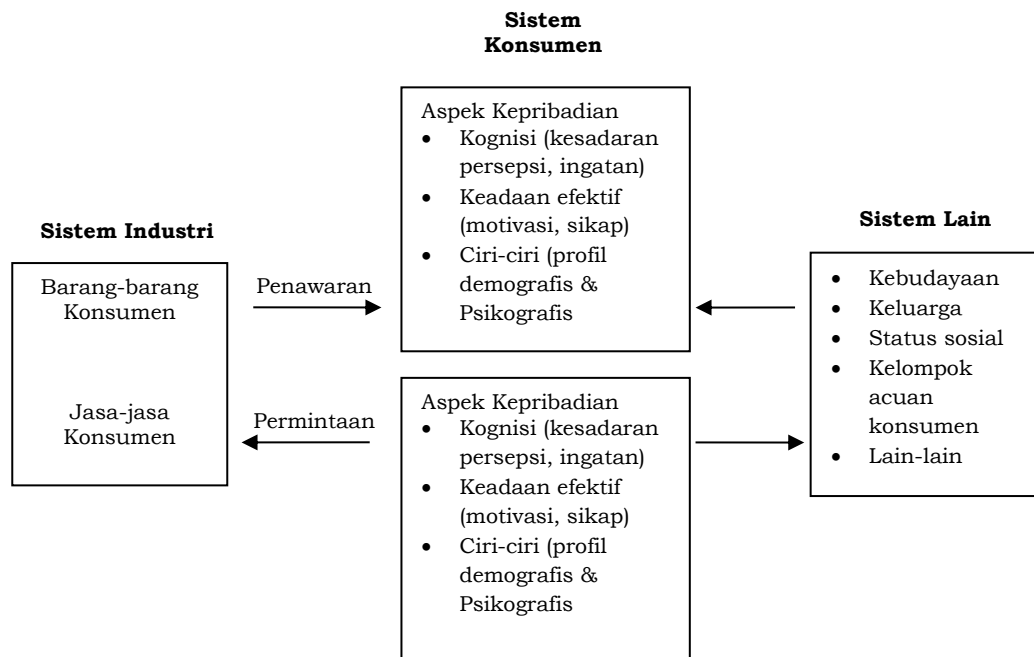 Sistem
Konsumen
Aspek Kepribadian
• Kognisi (kesadaran
persepsi, ingatan)
• Keadaan efektif
(motivasi, sikap)
• Ciri-ciri (profil
demografis &
Psikografis
Sistem Industri
Barang-barang
Konsumen
Jasa-jasa
Konsumen
Penawaran
Permintaan
Aspek Kepribadian
• Kognisi (kesadaran
persepsi, ingatan)
• Keadaan efektif
(motivasi, sikap)
• Ciri-ciri (profil
demografis &
Psikografis
Sistem Lain
• Kebudayaan
• Keluarga
• Status sosial
• Kelompok
acuan
konsumen
• Lain-lain